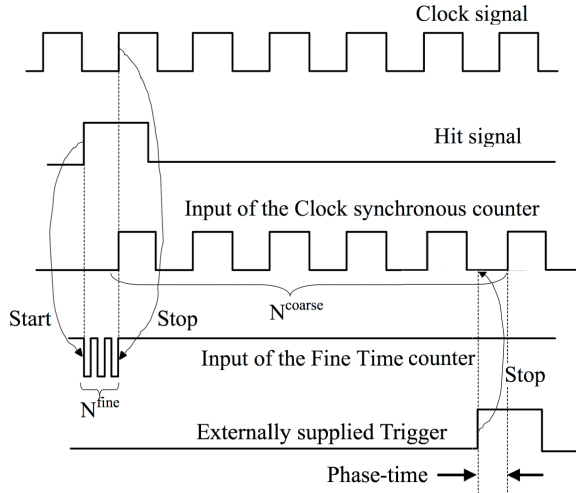 Clock signal
Hit signal
Input of the Clock synchronous counter
N^coarse
Start
Stop
Input of the Fine Time counter
Stop
N^fine
Externally supplied Trigger
Phase-time